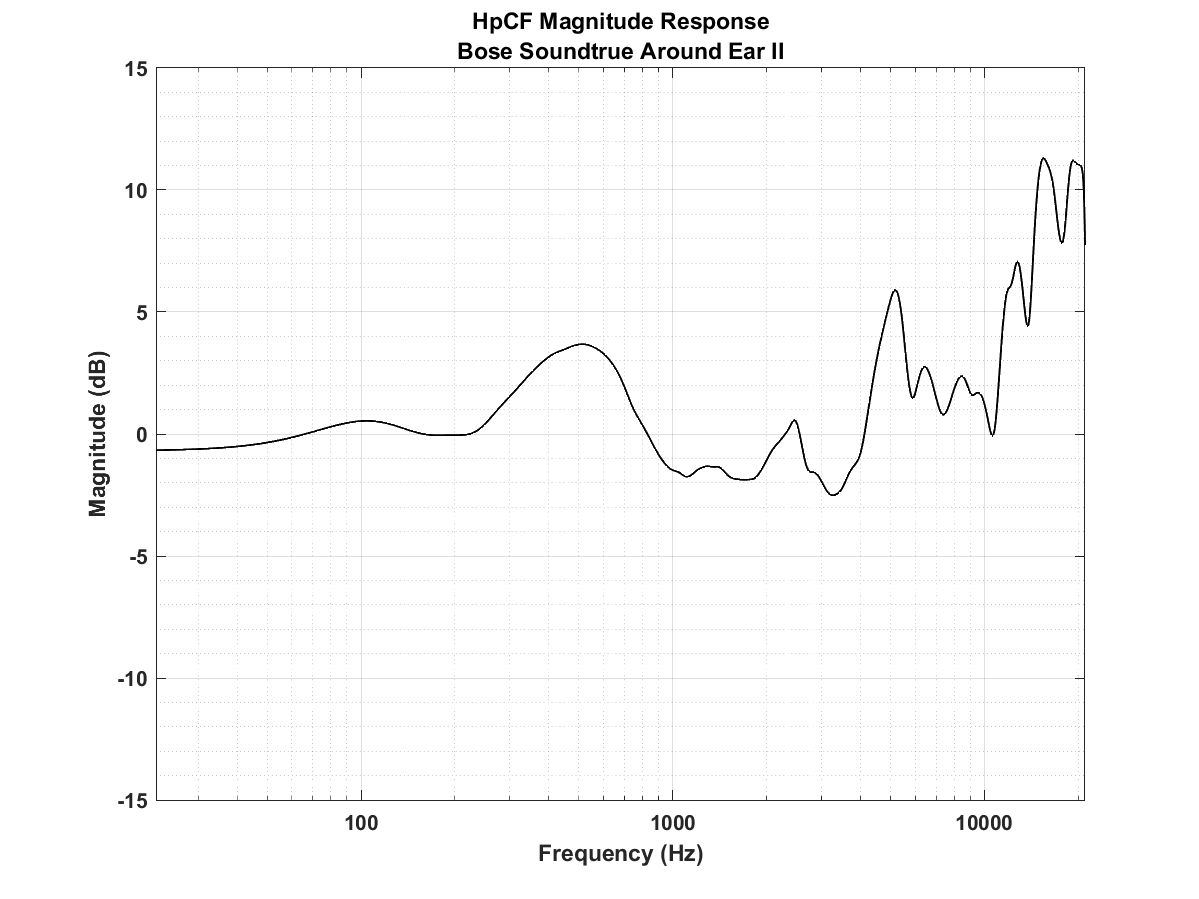 HpCF Magnitude Response
Bose Soundtrue Around Ear II
15
10
5
0
-5
-10
-15
Magnitude (dB)
100
1000
10000
Frequency (Hz)